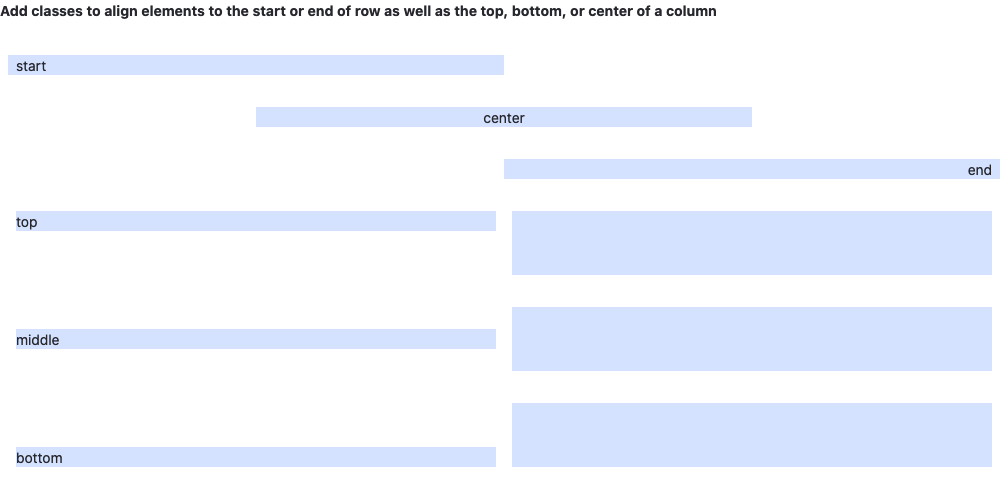 Add classes to align elements to the start or end of row as well as the top, bottom, or center of a column
start
center
end
top
middle
bottom